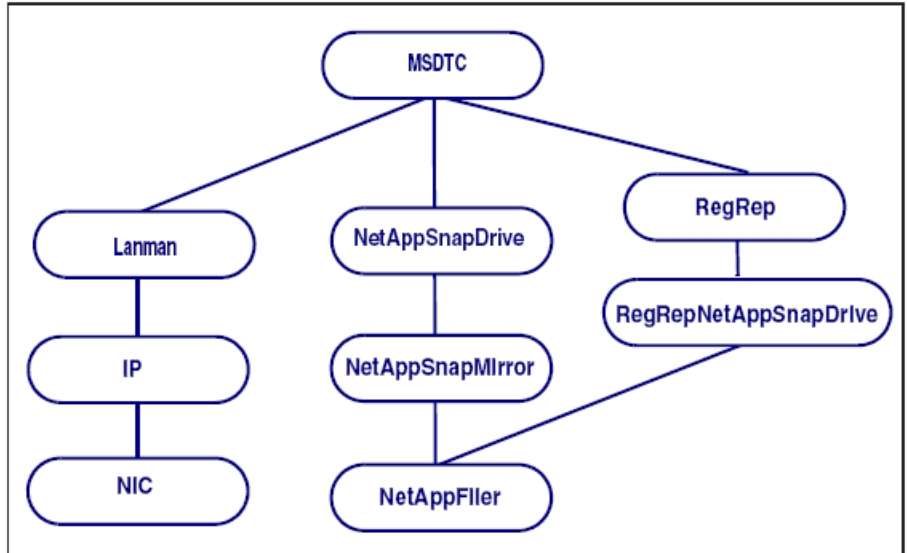 MSDTC
Lanman
NetAppSnapDrive
RegRep
RegRepNetAppSnapDrive
IP
NetAppSnapMirror
NIC
NetAppFiler